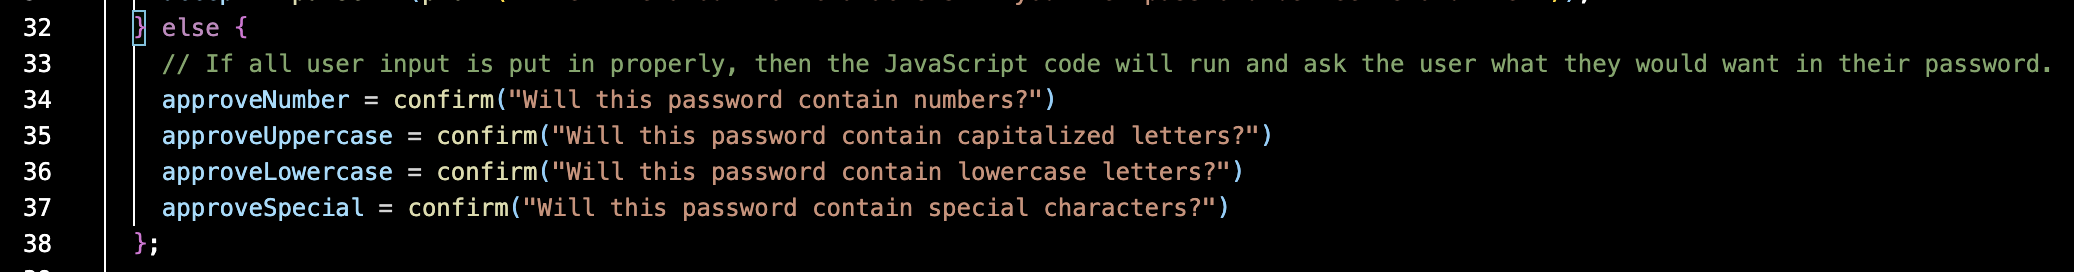 32 } else {
33 // If all user input is put in properly, then the JavaScript code will run and ask the user what they would want in their password.
34 approveNumber = confirm("Will this password contain numbers?")
35 approveUppercase = confirm("Will this password contain capitalized letters?")
36 approveLowercase = confirm("Will this password contain lowercase letters?")
37 approveSpecial = confirm("Will this password contain special characters?")
38 };